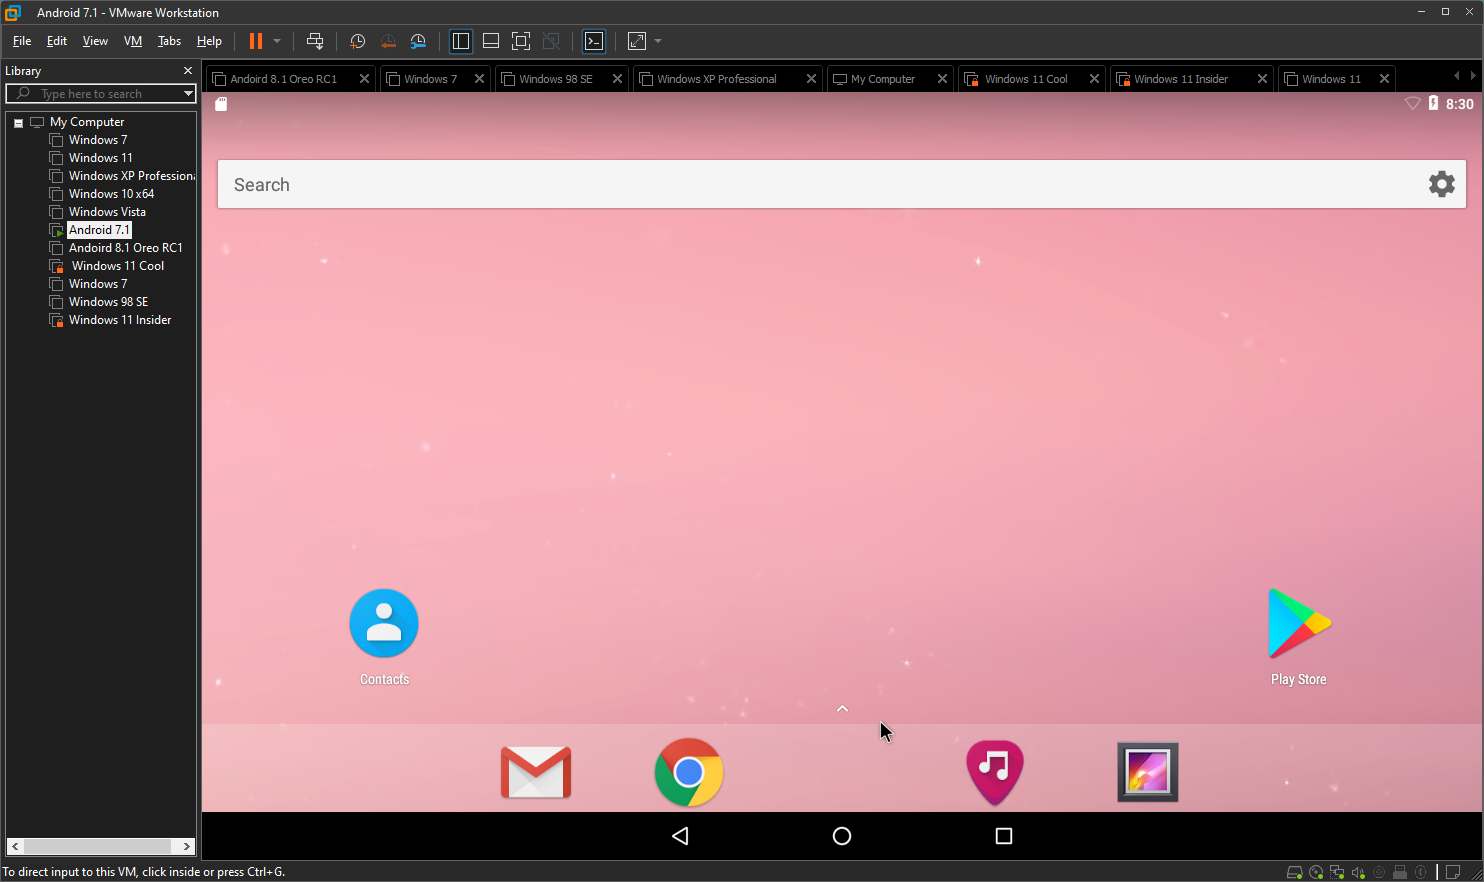 Android 7.1 - VMware Workstation
File Edit View VM Tabs Help
Library
Type here to search
My Computer
Windows 7
Windows 11
Windows XP Professiona
Windows 10 x64
Windows Vista
Android 7.1
Andoird 8.1 Oreo RC1
Windows 11 Cool
Windows 7
Windows 98 SE
Windows 11 Insider
Andoird 8.1 Oreo RC1 Windows 7 Windows 98 SE Windows XP Professional My Computer Windows 11 Cool Windows 11 Insider Windows 11
8:30
Search
Contacts
Play Store
To direct input to this VM, click inside or press Ctrl+G.